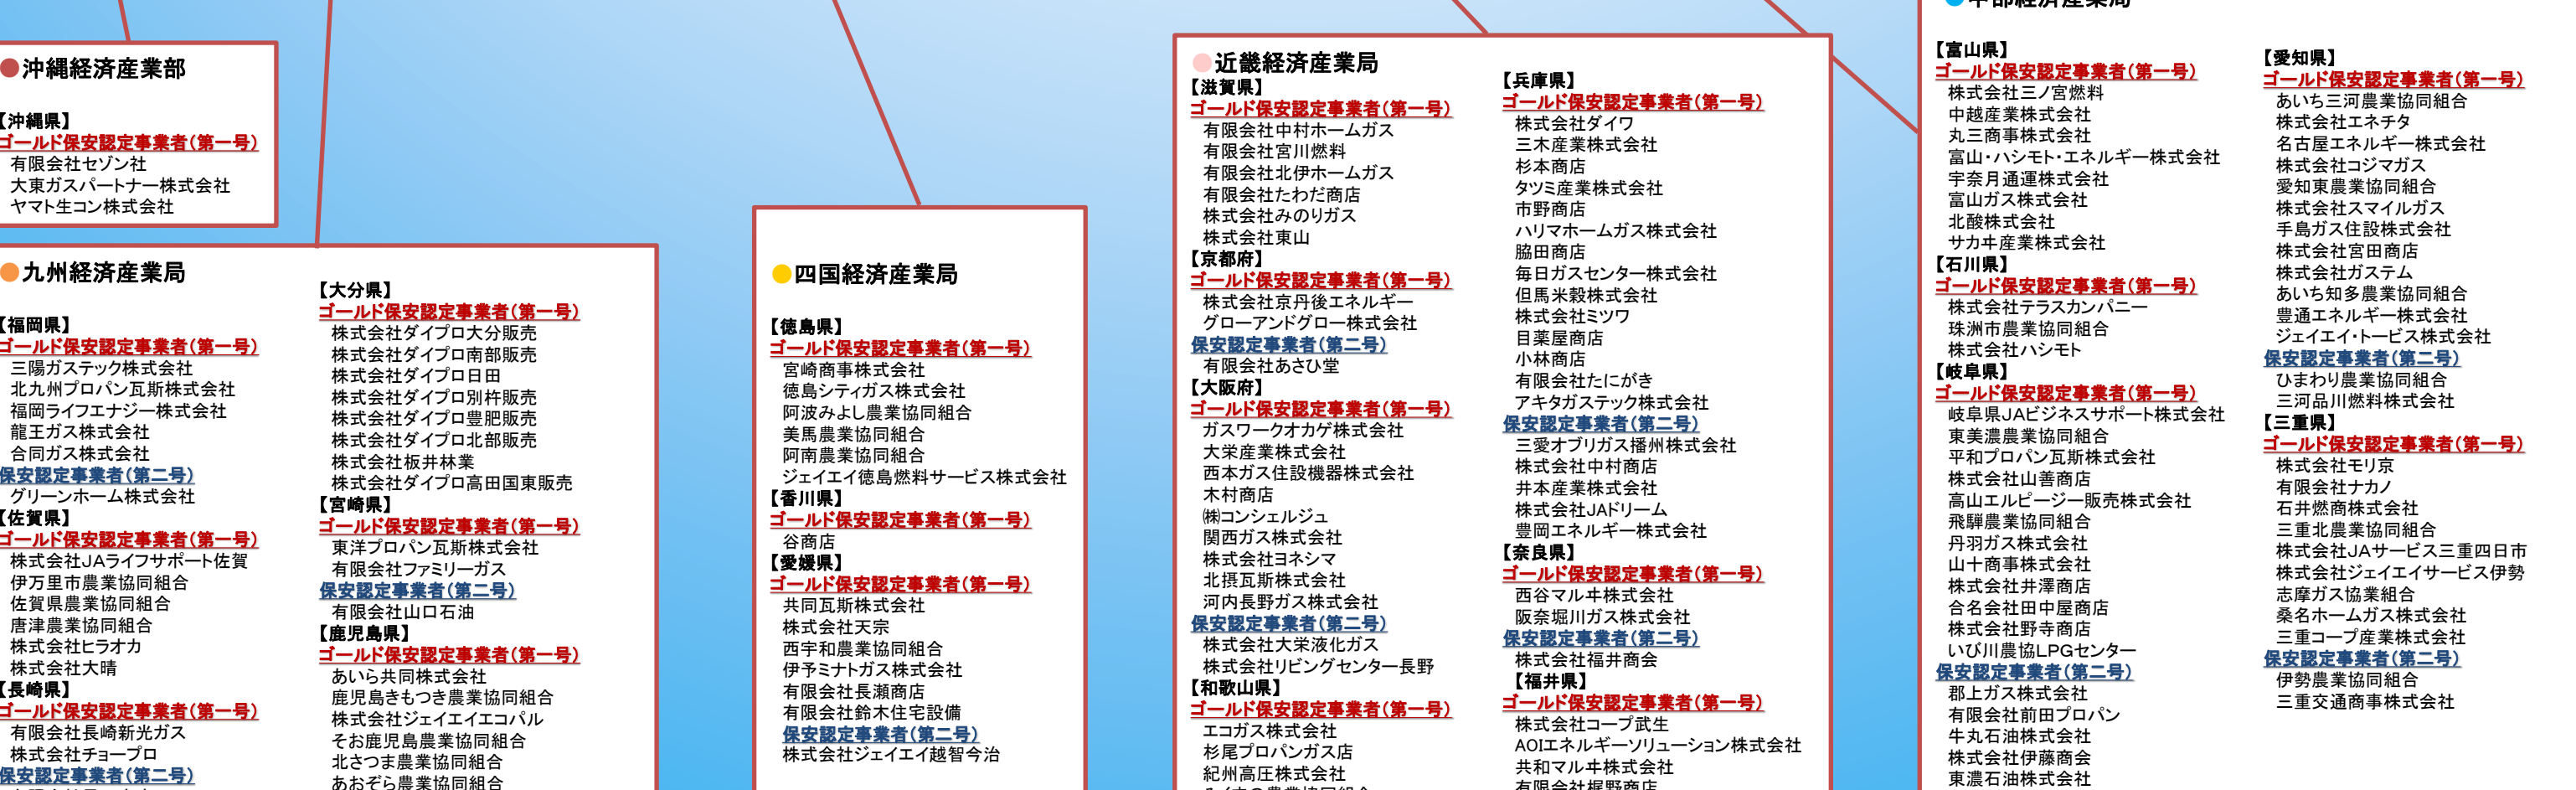 ●沖縄経済産業部
【沖縄県】
ゴールド保安認定事業者(第一号)
有限会社セゾン社
大東ガスパートナー株式会社
ヤマト生コン株式会社
●九州経済産業局
【福岡県】
ゴールド保安認定事業者(第一号)
三陽ガステック株式会社
北九州プロパン瓦斯株式会社
福岡ライフエナジー株式会社
龍王ガス株式会社
合同ガス株式会社
保安認定事業者(第二号)
グリーンホーム株式会社
【佐賀県】
ゴールド保安認定事業者(第一号)
株式会社JAライフサポート佐賀
伊万里市農業協同組合
佐賀県農業協同組合
唐津農業協同組合
株式会社ヒラオカ
株式会社大晴
【長崎県】
ゴールド保安認定事業者(第一号)
有限会社長崎新光ガス
株式会社チョープロ
保安認定事業者(第二号)
【大分県】
ゴールド保安認定事業者(第一号)
株式会社ダイプロ大分販売
株式会社ダイプロ南部販売
株式会社ダイプロ日田
株式会社ダイプロ別杵販売
株式会社ダイプロ豊肥販売
株式会社ダイプロ北部販売
株式会社板井林業
株式会社ダイプロ高田国東販売
【宮崎県】
ゴールド保安認定事業者(第一号)
東洋プロパン瓦斯株式会社
有限会社ファミリーガス
保安認定事業者(第二号)
有限会社山口石油
【鹿児島県】
ゴールド保安認定事業者(第一号)
あいら共同株式会社
鹿児島きもつき農業協同組合
株式会社ジェイエイエコパル
そお鹿児島農業協同組合
北さつま農業協同組合
あおぞら農業協同組合
●四国経済産業局
【徳島県】
ゴールド保安認定事業者(第一号)
宮崎商事株式会社
徳島シティガス株式会社
阿波みよし農業協同組合
美馬農業協同組合
阿南農業協同組合
ジェイエイ徳島燃料サービス株式会社
【香川県】
ゴールド保安認定事業者(第一号)
谷商店
【愛媛県】
ゴールド保安認定事業者(第一号)
共同瓦斯株式会社
株式会社天宗
西宇和農業協同組合
伊予ミナトガス株式会社
有限会社長瀬商店
有限会社鈴木住宅設備
保安認定事業者(第二号)
株式会社ジェイエイ越智今治
●近畿経済産業局
【滋賀県】
ゴールド保安認定事業者(第一号)
有限会社中村ホームガス
有限会社宮川燃料
有限会社北伊ホームガス
有限会社たわだ商店
株式会社みのりガス
株式会社東山
【京都府】
ゴールド保安認定事業者(第一号)
株式会社京丹後エネルギー
グローアンドグロー株式会社
保安認定事業者(第二号)
有限会社あさひ堂
【大阪府】
ゴールド保安認定事業者(第一号)
ガスワークオカゲ株式会社
大栄産業株式会社
西本ガス住設機器株式会社
木村商店
㈱コンシェルジュ
関西ガス株式会社
株式会社ヨネシマ
北摂瓦斯株式会社
河内長野ガス株式会社
保安認定事業者(第二号)
株式会社大栄液化ガス
株式会社リビングセンター長野
【和歌山県】
ゴールド保安認定事業者(第一号)
エコガス株式会社
杉尾プロパンガス店
紀州高圧株式会社
【兵庫県】
ゴールド保安認定事業者(第一号)
株式会社ダイワ
三木産業株式会社
杉本商店
タツミ産業株式会社
市野商店
ハリマホームガス株式会社
脇田商店
毎日ガスセンター株式会社
但馬米穀株式会社
株式会社ミツワ
目薬屋商店
小林商店
有限会社たにがき
アキタガステック株式会社
保安認定事業者(第二号)
三愛オブリガス播州株式会社
株式会社中村商店
井本産業株式会社
株式会社JAドリーム
豊岡エネルギー株式会社
【奈良県】
ゴールド保安認定事業者(第一号)
西谷マルヰ株式会社
阪奈堀川ガス株式会社
保安認定事業者(第二号)
株式会社福井商会
【福井県】
ゴールド保安認定事業者(第一号)
株式会社コープ武生
AOIエネルギーソリューション株式会社
共和マルヰ株式会社
有限会社梶野商店
●中部経済産業局
【富山県】
ゴールド保安認定事業者(第一号)
株式会社三ノ宮燃料
中越産業株式会社
丸三商事株式会社
富山・ハシモト・エネルギー株式会社
宇奈月通運株式会社
富山ガス株式会社
北酸株式会社
サカヰ産業株式会社
【石川県】
ゴールド保安認定事業者(第一号)
株式会社テラスカンパニー
珠洲市農業協同組合
株式会社ハシモト
【岐阜県】
ゴールド保安認定事業者(第一号)
岐阜県JAビジネスサポート株式会社
東美濃農業協同組合
平和プロパン瓦斯株式会社
株式会社山善商店
高山エルピージー販売株式会社
飛騨農業協同組合
丹羽ガス株式会社
山十商事株式会社
株式会社井澤商店
合名会社田中屋商店
株式会社野寺商店
いび川農協LPGセンター
保安認定事業者(第二号)
郡上ガス株式会社
有限会社前田プロパン
牛丸石油株式会社
株式会社伊藤商会
東濃石油株式会社
【愛知県】
ゴールド保安認定事業者(第一号)
あいち三河農業協同組合
株式会社エネチタ
名古屋エネルギー株式会社
株式会社コジマガス
愛知東農業協同組合
株式会社スマイルガス
手島ガス住設株式会社
株式会社宮田商店
株式会社ガステム
あいち知多農業協同組合
豊通エネルギー株式会社
ジェイエイ・トービス株式会社
保安認定事業者(第二号)
ひまわり農業協同組合
三河品川燃料株式会社
【三重県】
ゴールド保安認定事業者(第一号)
株式会社モリ京
有限会社ナカノ
石井燃商株式会社
三重北農業協同組合
株式会社JAサービス三重四日市
株式会社ジェイエイサービス伊勢
志摩ガス協業組合
桑名ホームガス株式会社
三重コープ産業株式会社
保安認定事業者(第二号)
伊勢農業協同組合
三重交通商事株式会社